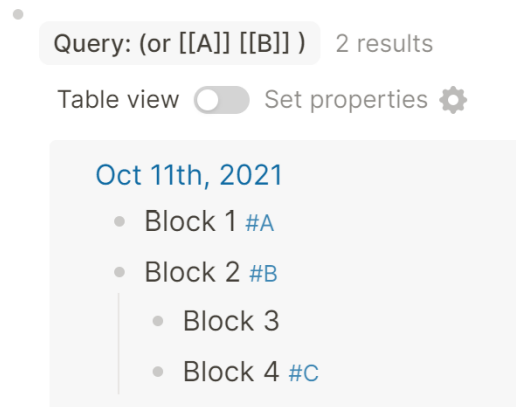 Query: (or [[A]] [[B]] ) 2 results
Table view Set properties
Oct 11th, 2021
Block 1 #A
Block 2 #B
Block 3
Block 4 #C